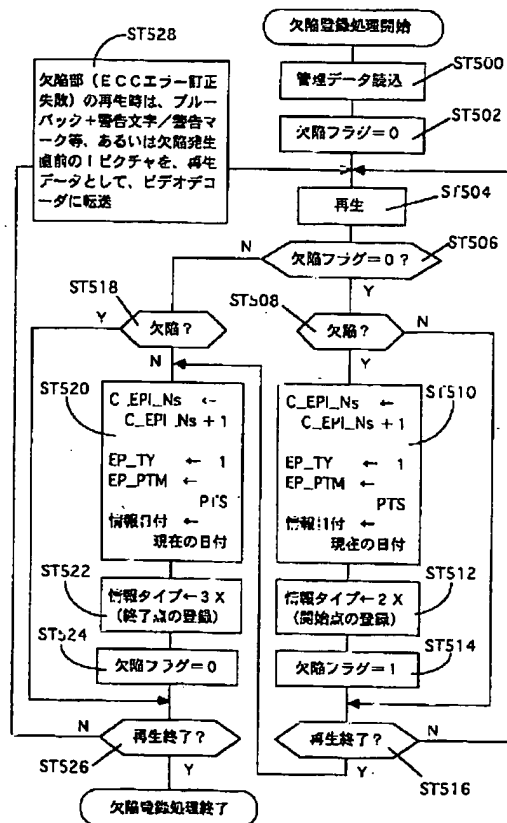 欠陥登録処理開始
ST500
管理データ読込
ST502
欠陥フラグ=0
ST528
欠陥部(ECCエラー訂正
失敗)の再生時は、ブルー
バック+警告文字/警告マ
ーク等、あるいは欠陥発生
直前のIピクチャを、再生
データとして、ビデオデコ
ーダに転送
ST504
再生
ST506
欠陥フラグ=0?
N
Y
ST518
欠陥?
Y
N
ST508
欠陥?
N
Y
ST520
C_EPI_Ns ←
C_EPI_Ns+1
EP_TY ← 1
EP_PTM ←
PTS
情報日付 ←
現在の日付
ST510
C_EPI_Ns ←
C_EPI_Ns+1
EP_TY ← 1
EP_PTM ←
PTS
情報日付 ←
現在の日付
ST522
情報タイプ←3X
(終了点の登録)
ST512
情報タイプ←2X
(開始点の登録)
ST524
欠陥フラグ=0
ST514
欠陥フラグ=1
N
再生終了?
Y
ST526
再生終了?
N
Y
ST516
欠陥登録処理終了